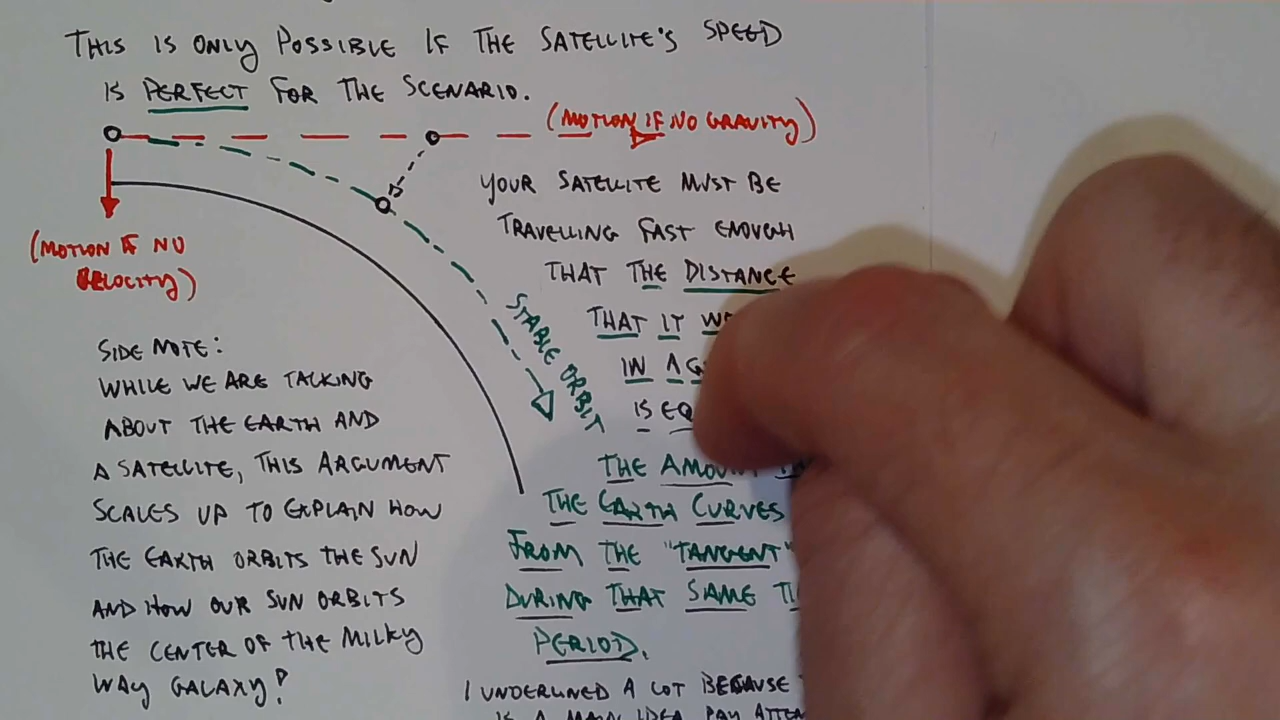 THIS IS ONLY POSSIBLE IF THE SATELLITE'S SPEED
IS PERFECT FOR THE SCENARIO.
(MOTION IF NO GRAVITY)
(MOTION IF NO
VELOCITY)
YOUR SATELLITE MUST BE
TRAVELLING FAST ENOUGH
THAT THE DISTANCE
THAT IT
IN A
IS
THE AMOUNT
THE EARTH CURVES
FROM THE "TANGENT"
DURING THAT SAME
PERIOD.
STABLE ORBIT
SIDE NOTE:
WHILE WE ARE TALKING
ABOUT THE EARTH AND
A SATELLITE, THIS ARGUMENT
SCALES UP TO EXPLAIN HOW
THE EARTH ORBITS THE SUN
AND HOW OUR SUN ORBITS
THE CENTER OF THE MILKY
WAY GALAXY!
I UNDERLINED A LOT BECAUSE
IS A MAIN IDEA PAY